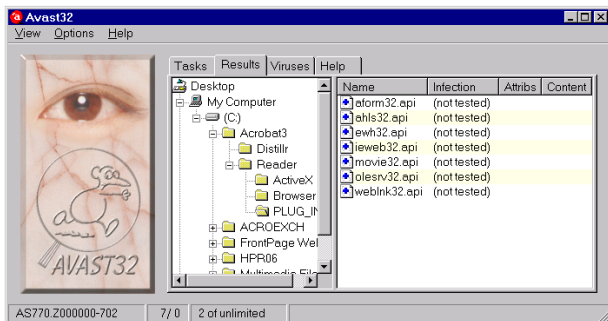 Avast32
View Options Help
Tasks Results Viruses Help
Desktop
My Computer
(C:)
Acrobat3
Distillr
Reader
ActiveX
Browser
PLUG_IN
ACROEXCH
FrontPage Wel
HPR06
Multimedia File
Name Infection Attribs Content
aform32.api (not tested)
ahls32.api (not tested)
ewh32.api (not tested)
ieweb32.api (not tested)
movie32.api (not tested)
olesrv32.api (not tested)
weblnk32.api (not tested)
AVAST32
AS770.Z000000-702 7/ 0 2 of unlimited